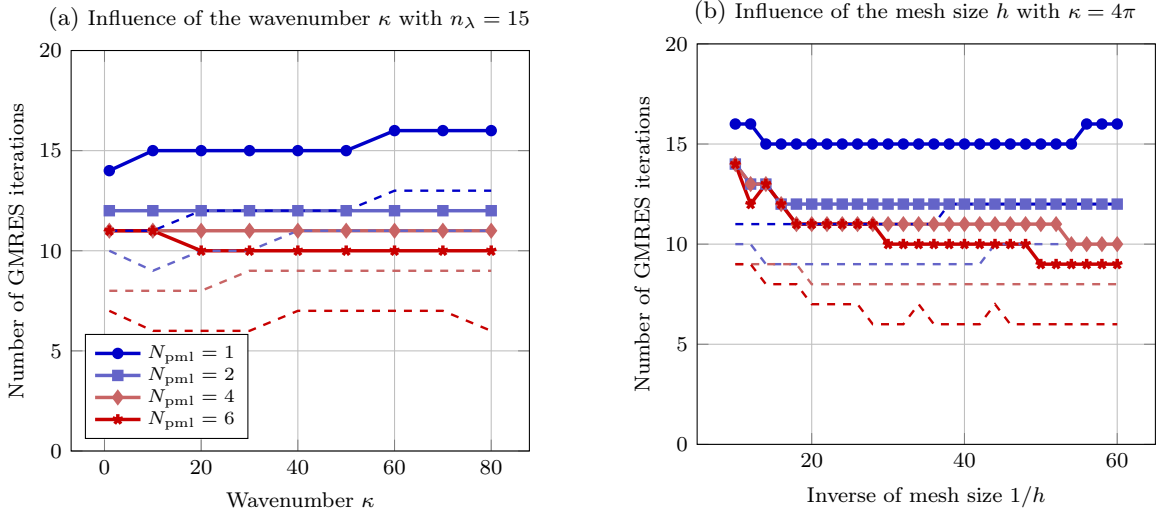 (a) Influence of the wavenumber κ with n_λ = 15
20
15
10
5
0
0 20 40 60 80
Number of GMRES iterations
Wavenumber κ
N_pml = 1
N_pml = 2
N_pml = 4
N_pml = 6
(b) Influence of the mesh size h with κ = 4π
20
15
10
5
0
20 40 60
Number of GMRES iterations
Inverse of mesh size 1/h